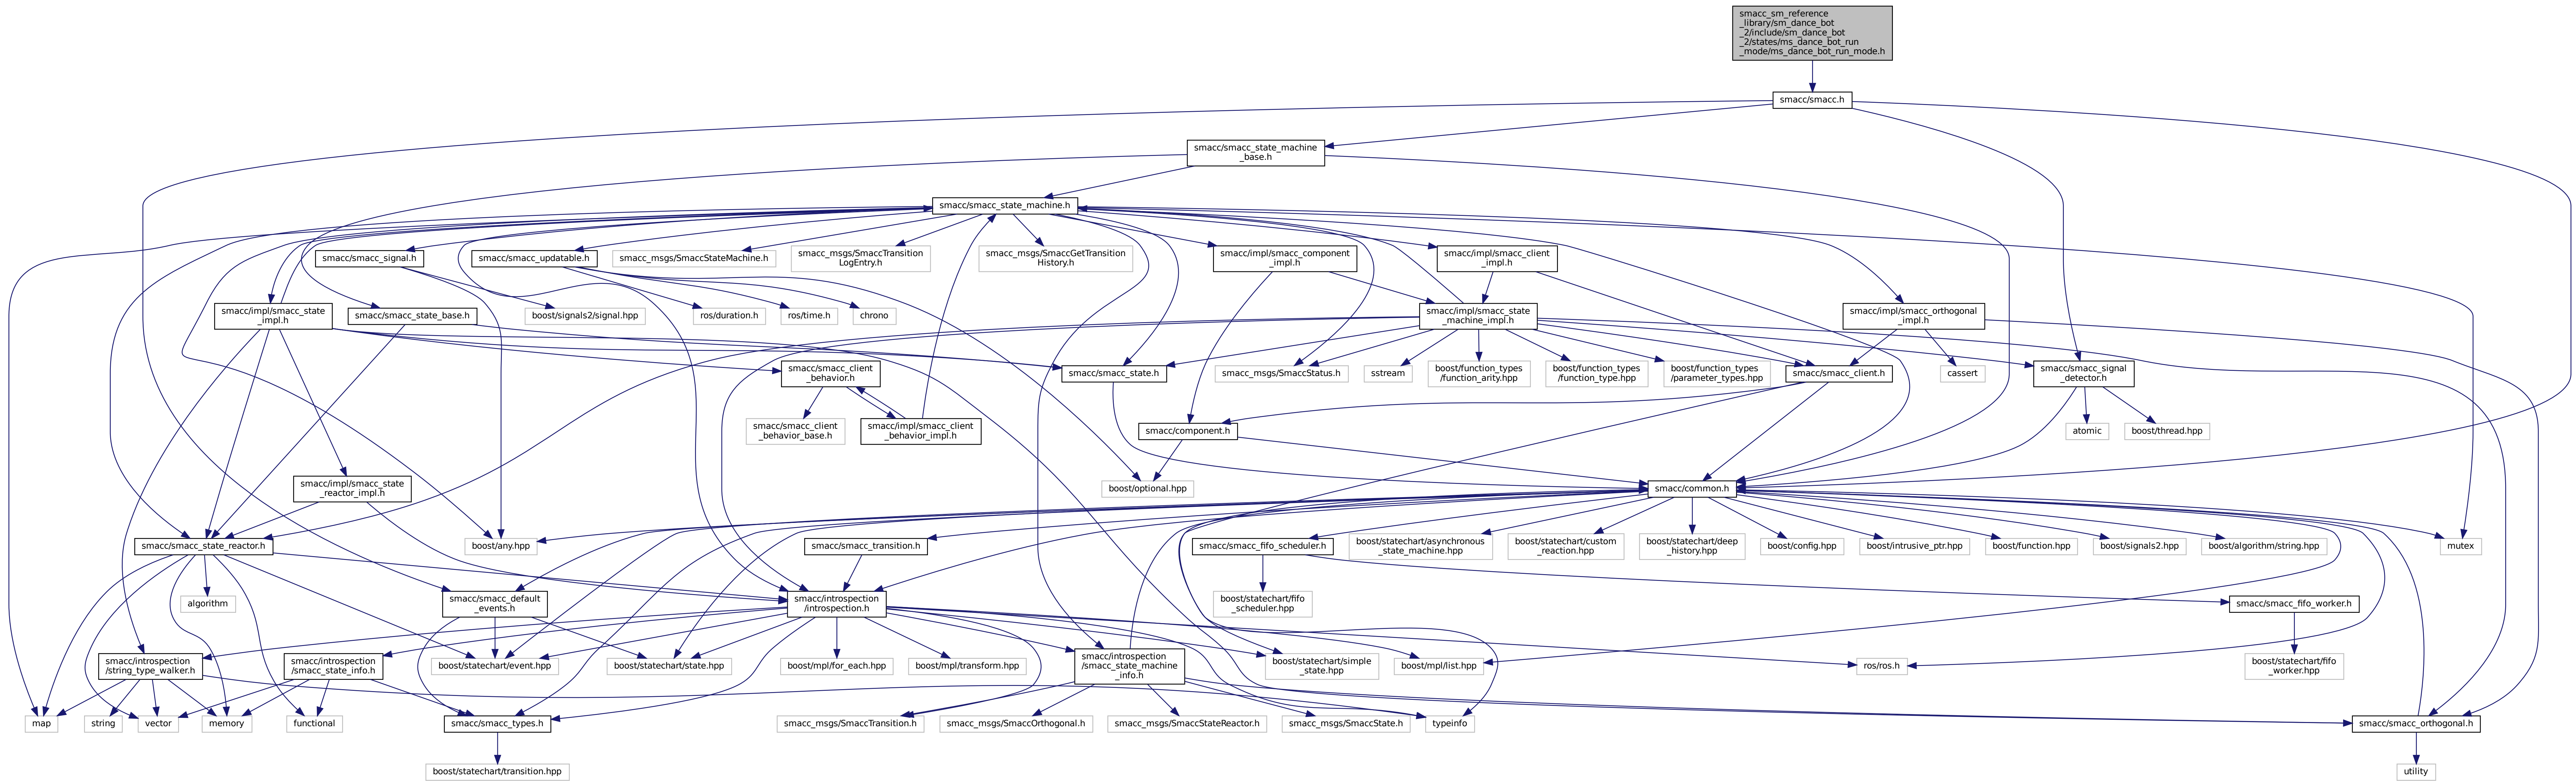 smacc_sm_reference
_library/sm_dance_bot
_2/include/sm_dance_bot
_2/states/ms_dance_bot_run
_mode/ms_dance_bot_run_mode.h
smacc/smacc.h
smacc/smacc_state_machine
_base.h
smacc/smacc_state_machine.h
smacc/smacc_signal.h
smacc/smacc_updatable.h
smacc_msgs/SmaccStateMachine.h
smacc_msgs/SmaccTransition
LogEntry.h
smacc_msgs/SmaccGetTransition
History.h
smacc/impl/smacc_component
_impl.h
smacc/impl/smacc_client
_impl.h
smacc/impl/smacc_state
_impl.h
smacc/smacc_state_base.h
boost/signals2/signal.hpp
ros/duration.h
ros/time.h
chrono
smacc/impl/smacc_state
_machine_impl.h
smacc/impl/smacc_orthogonal
_impl.h
smacc/smacc_client
_behavior.h
smacc/smacc_state.h
smacc_msgs/SmaccStatus.h
sstream
boost/function_types
/function_arity.hpp
boost/function_types
/function_type.hpp
boost/function_types
/parameter_types.hpp
smacc/smacc_client.h
cassert
smacc/smacc_signal
_detector.h
smacc/smacc_client
_behavior_base.h
smacc/impl/smacc_client
_behavior_impl.h
smacc/component.h
atomic
boost/thread.hpp
smacc/impl/smacc_state
_reactor_impl.h
boost/optional.hpp
smacc/common.h
smacc/smacc_state_reactor.h
boost/any.hpp
smacc/smacc_transition.h
smacc/smacc_fifo_scheduler.h
boost/statechart/asynchronous
_state_machine.hpp
boost/statechart/custom
_reaction.hpp
boost/statechart/deep
_history.hpp
boost/config.hpp
boost/intrusive_ptr.hpp
boost/function.hpp
boost/signals2.hpp
boost/algorithm/string.hpp
mutex
algorithm
smacc/smacc_default
_events.h
smacc/introspection
/introspection.h
boost/statechart/fifo
_scheduler.hpp
smacc/smacc_fifo_worker.h
smacc/introspection
/string_type_walker.h
smacc/introspection
/smacc_state_info.h
boost/statechart/event.hpp
boost/statechart/state.hpp
boost/mpl/for_each.hpp
boost/mpl/transform.hpp
smacc/introspection
/smacc_state_machine
_info.h
boost/statechart/simple
_state.hpp
boost/mpl/list.hpp
ros/ros.h
boost/statechart/fifo
_worker.hpp
map
string
vector
memory
functional
smacc/smacc_types.h
smacc_msgs/SmaccTransition.h
smacc_msgs/SmaccOrthogonal.h
smacc_msgs/SmaccStateReactor.h
smacc_msgs/SmaccState.h
typeinfo
smacc/smacc_orthogonal.h
boost/statechart/transition.hpp
utility